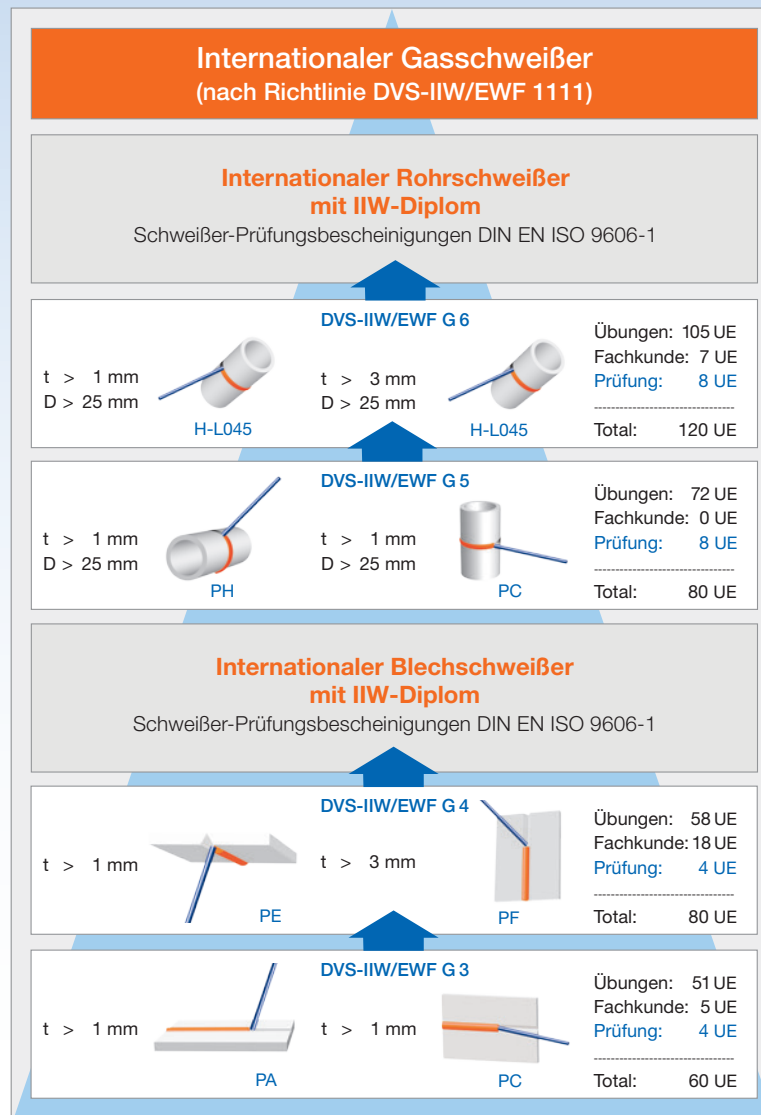 Internationaler Gasschweißer
(nach Richtlinie DVS-IIW/EWF 1111)
Internationaler Rohrschweißer
mit IIW-Diplom
Schweißer-Prüfungsbescheinigungen DIN EN ISO 9606-1
DVS-IIW/EWF G 6
t > 1 mm
D > 25 mm
H-L045
t > 3 mm
D > 25 mm
H-L045
Übungen: 105 UE
Fachkunde: 7 UE
Prüfung: 8 UE
Total: 120 UE
DVS-IIW/EWF G 5
t > 1 mm
D > 25 mm
PH
t > 1 mm
D > 25 mm
PC
Übungen: 72 UE
Fachkunde: 0 UE
Prüfung: 8 UE
Total: 80 UE
Internationaler Blechschweißer
mit IIW-Diplom
Schweißer-Prüfungsbescheinigungen DIN EN ISO 9606-1
DVS-IIW/EWF G 4
t > 1 mm
PE
t > 3 mm
PF
Übungen: 58 UE
Fachkunde: 18 UE
Prüfung: 4 UE
Total: 80 UE
DVS-IIW/EWF G 3
t > 1 mm
PA
t > 1 mm
PC
Übungen: 51 UE
Fachkunde: 5 UE
Prüfung: 4 UE
Total: 60 UE